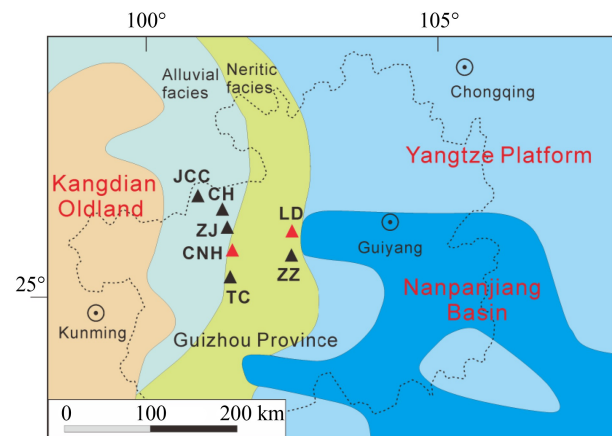 100°
105°
Alluvial
facies
Neritic
facies
Chongqing
Kangdian
Oldland
Yangtze Platform
JCC
CH
ZJ
CNH
TC
LD
ZZ
Guiyang
25°
Kunming
Nanpanjiang
Basin
Guizhou Province
0
100
200 km